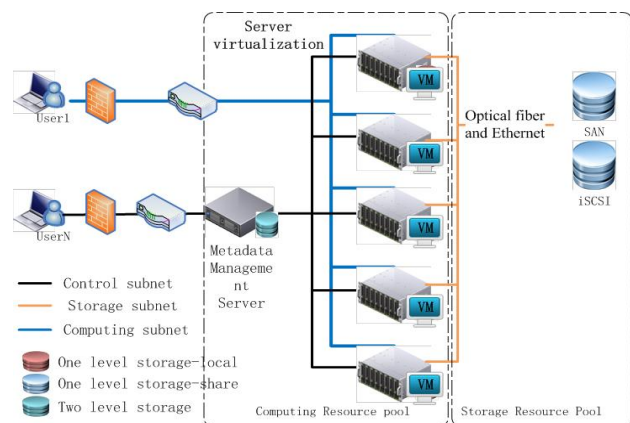 Server
virtualization
VM
User1
Optical fiber
and Ethernet
SAN
VM
iSCSI
VM
UserN
Metadata
Manageme
nt
Server
Control subnet
Storage subnet
Computing subnet
VM
One level storage-local
One level storage-share
Two level storage
VM
Computing Resource pool
Storage Resource Pool